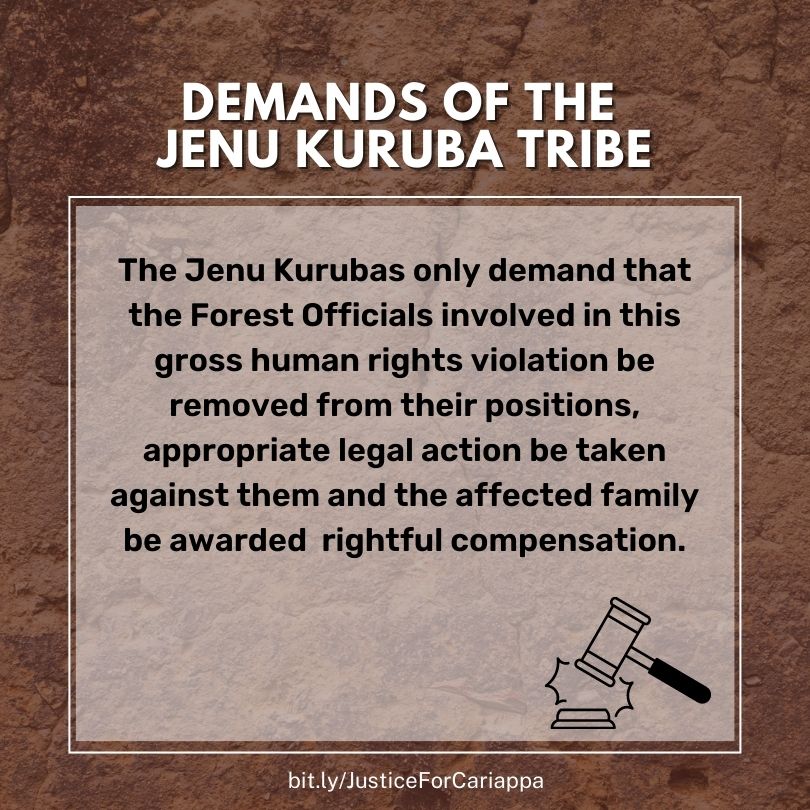 DEMANDS OF THE
JENU KURUBA TRIBE
The Jenu Kurubas only demand that
the Forest Officials involved in this
gross human rights violation be
removed from their positions,
appropriate legal action be taken
against them and the affected family
be awarded  rightful compensation.
bit.ly/JusticeForCariappa